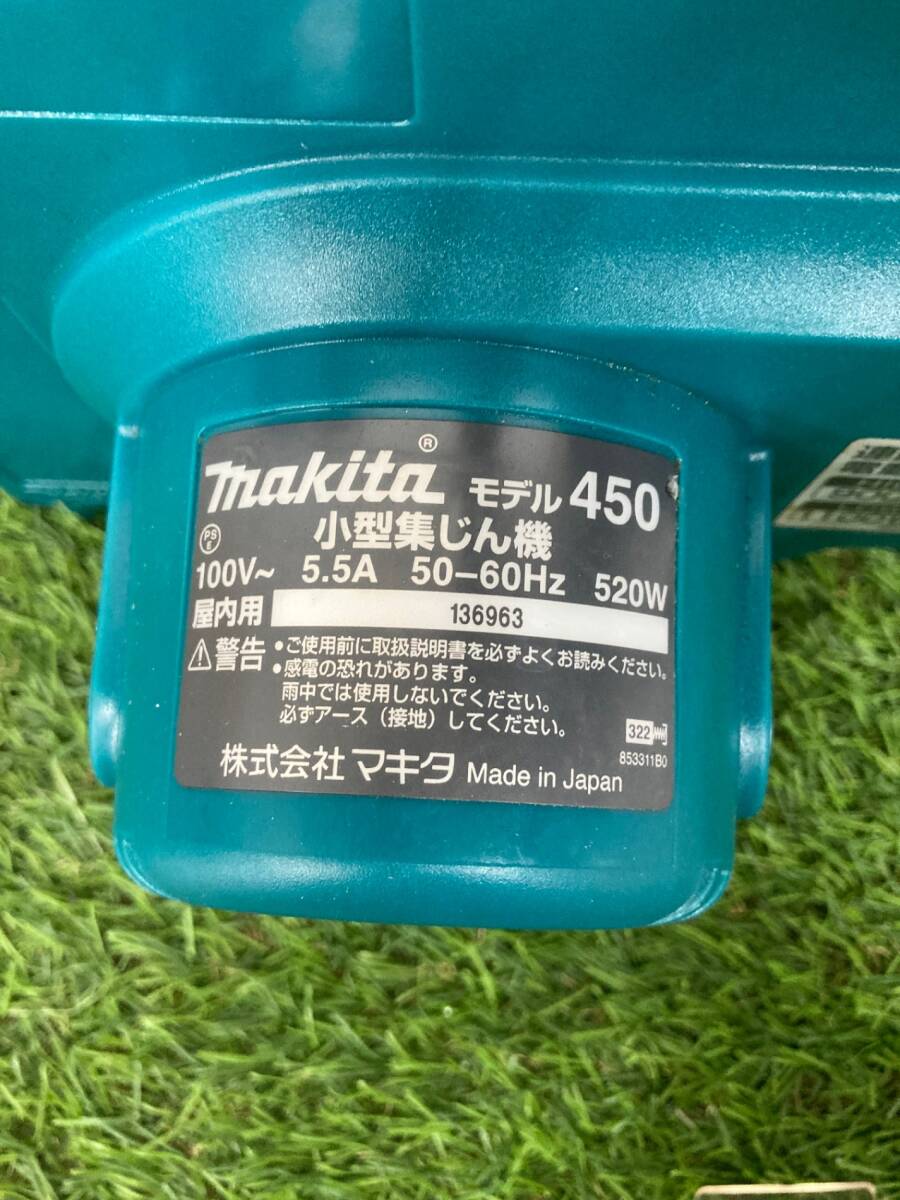 makita® モデル 450
PS E
小型集じん機
100V~ 5.5A 50-60Hz 520W
屋内用 136963
警告 •ご使用前に取扱説明書を必ずよくお読みください。
•感電の恐れがあります。
雨中では使用しないでください。
必ずアース（接地）してください。
322
853311B0
株式会社 マキタ Made in Japan